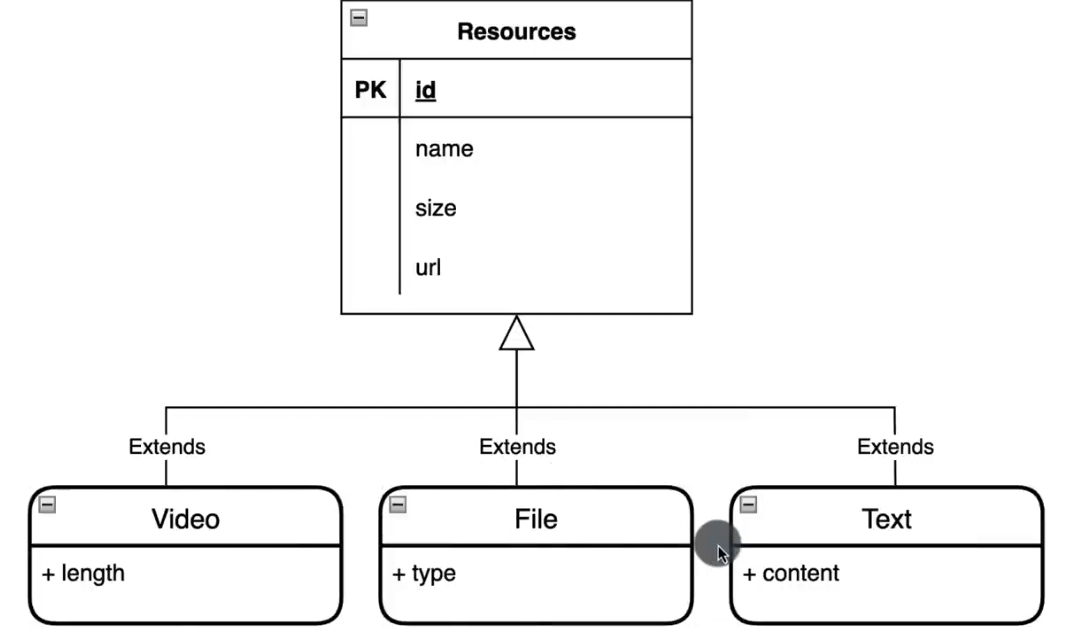 Resources
PK id
name
size
url
Extends Extends Extends
Video File Text
+ length + type + content